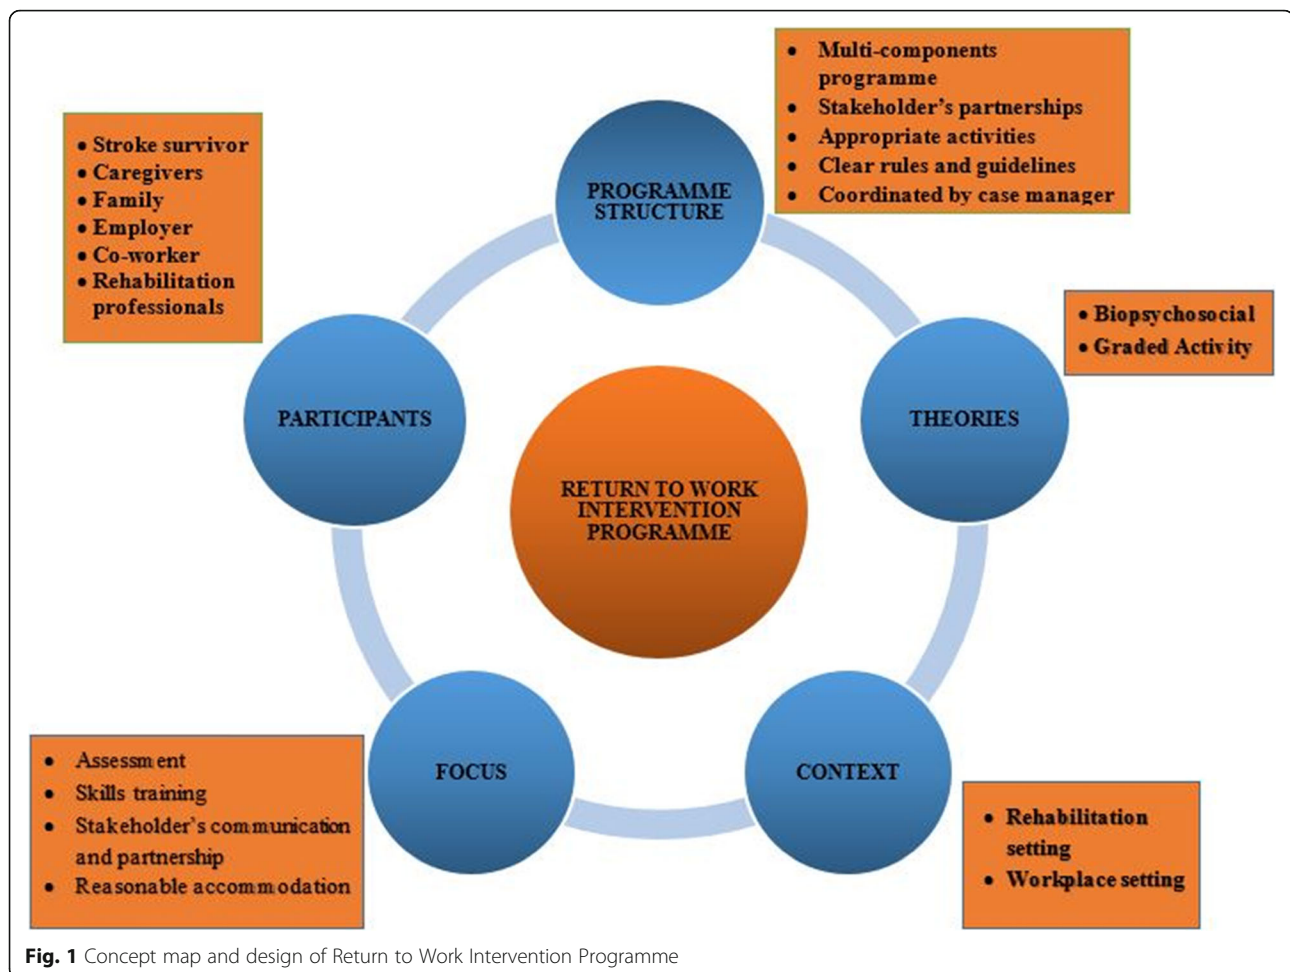 • Multi-components
programme
• Stakeholder's partnerships
• Appropriate activities
• Clear rules and guidelines
• Coordinated by case manager
• Stroke survivor
• Caregivers
• Family
• Employer
• Co-worker
• Rehabilitation
professionals
PROGRAMME
STRUCTURE
• Biopsychosocial
• Graded Activity
PARTICIPANTS
THEORIES
RETURN TO WORK
INTERVENTION
PROGRAMME
FOCUS
CONTEXT
• Assessment
• Skills training
• Stakeholder's communication
and partnership
• Reasonable accommodation
• Rehabilitation
setting
• Workplace setting
Fig. 1 Concept map and design of Return to Work Intervention Programme